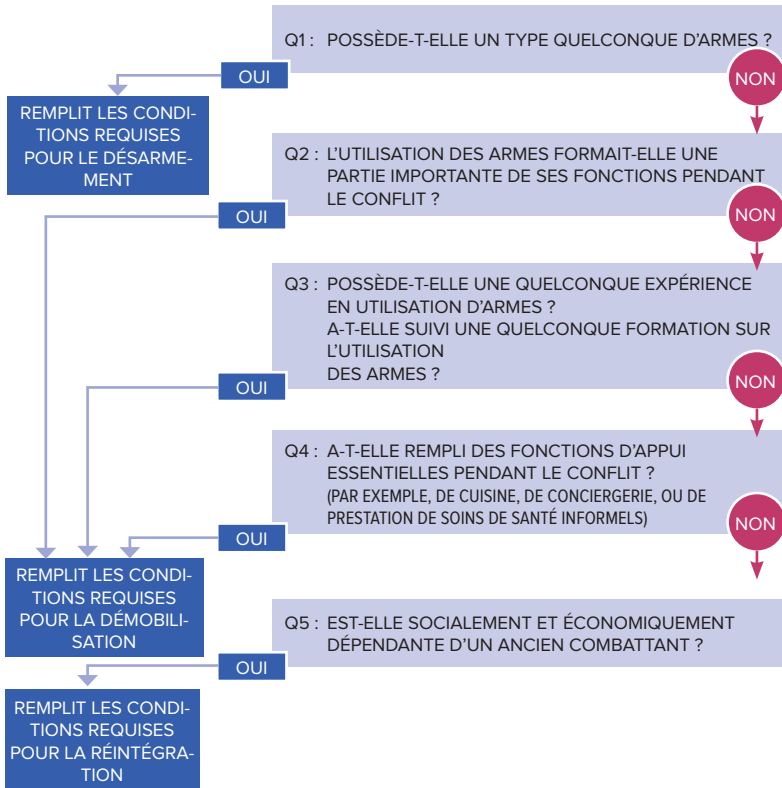 Q1 : POSSÈDE-T-ELLE UN TYPE QUELCONQUE D'ARMES ?
OUI
NON
REMPLIT LES CONDI-
TIONS REQUISES
POUR LE DÉSARME-
MENT
Q2 : L'UTILISATION DES ARMES FORMAIT-ELLE UNE
PARTIE IMPORTANTE DE SES FONCTIONS PENDANT
LE CONFLIT ?
OUI
NON
Q3 : POSSÈDE-T-ELLE UNE QUELCONQUE EXPÉRIENCE
EN UTILISATION D'ARMES ?
A-T-ELLE SUIVI UNE QUELCONQUE FORMATION SUR
L'UTILISATION
DES ARMES ?
OUI
NON
Q4 : A-T-ELLE REMPLI DES FONCTIONS D'APPUI
ESSENTIELLES PENDANT LE CONFLIT ?
(PAR EXEMPLE, DE CUISINE, DE CONCIERGERIE, OU DE
PRESTATION DE SOINS DE SANTÉ INFORMELS)
OUI
NON
REMPLIT LES CONDI-
TIONS REQUISES
POUR LA DÉMOBILI-
SATION
Q5 : EST-ELLE SOCIALEMENT ET ÉCONOMIQUEMENT
DÉPENDANTE D'UN ANCIEN COMBATTANT ?
OUI
REMPLIT LES CONDI-
TIONS REQUISES
POUR LA RÉINTÉGRA-
TION